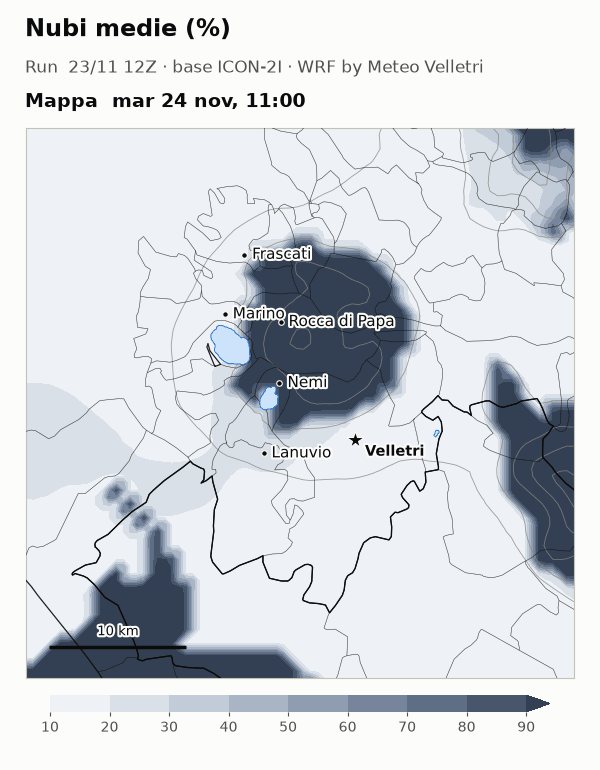 Nubi medie (%)
Run  23/11 12Z · base ICON-2I · WRF by Meteo Velletri
Mappa  mar 24 nov, 11:00
Frascati
Marino
Rocca di Papa
Nemi
Velletri
Lanuvio
10 km
10 20 30 40 50 60 70 80 90